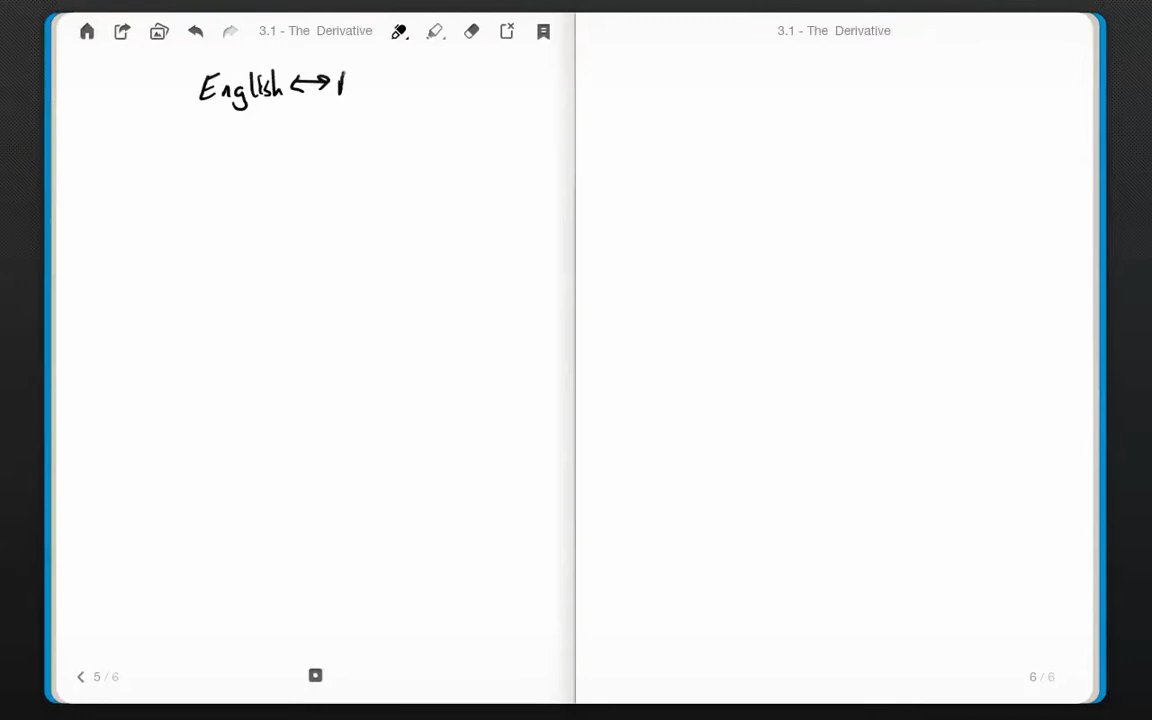 3.1 - The Derivative
English ↔
5 / 6
3.1 - The Derivative
6 / 6